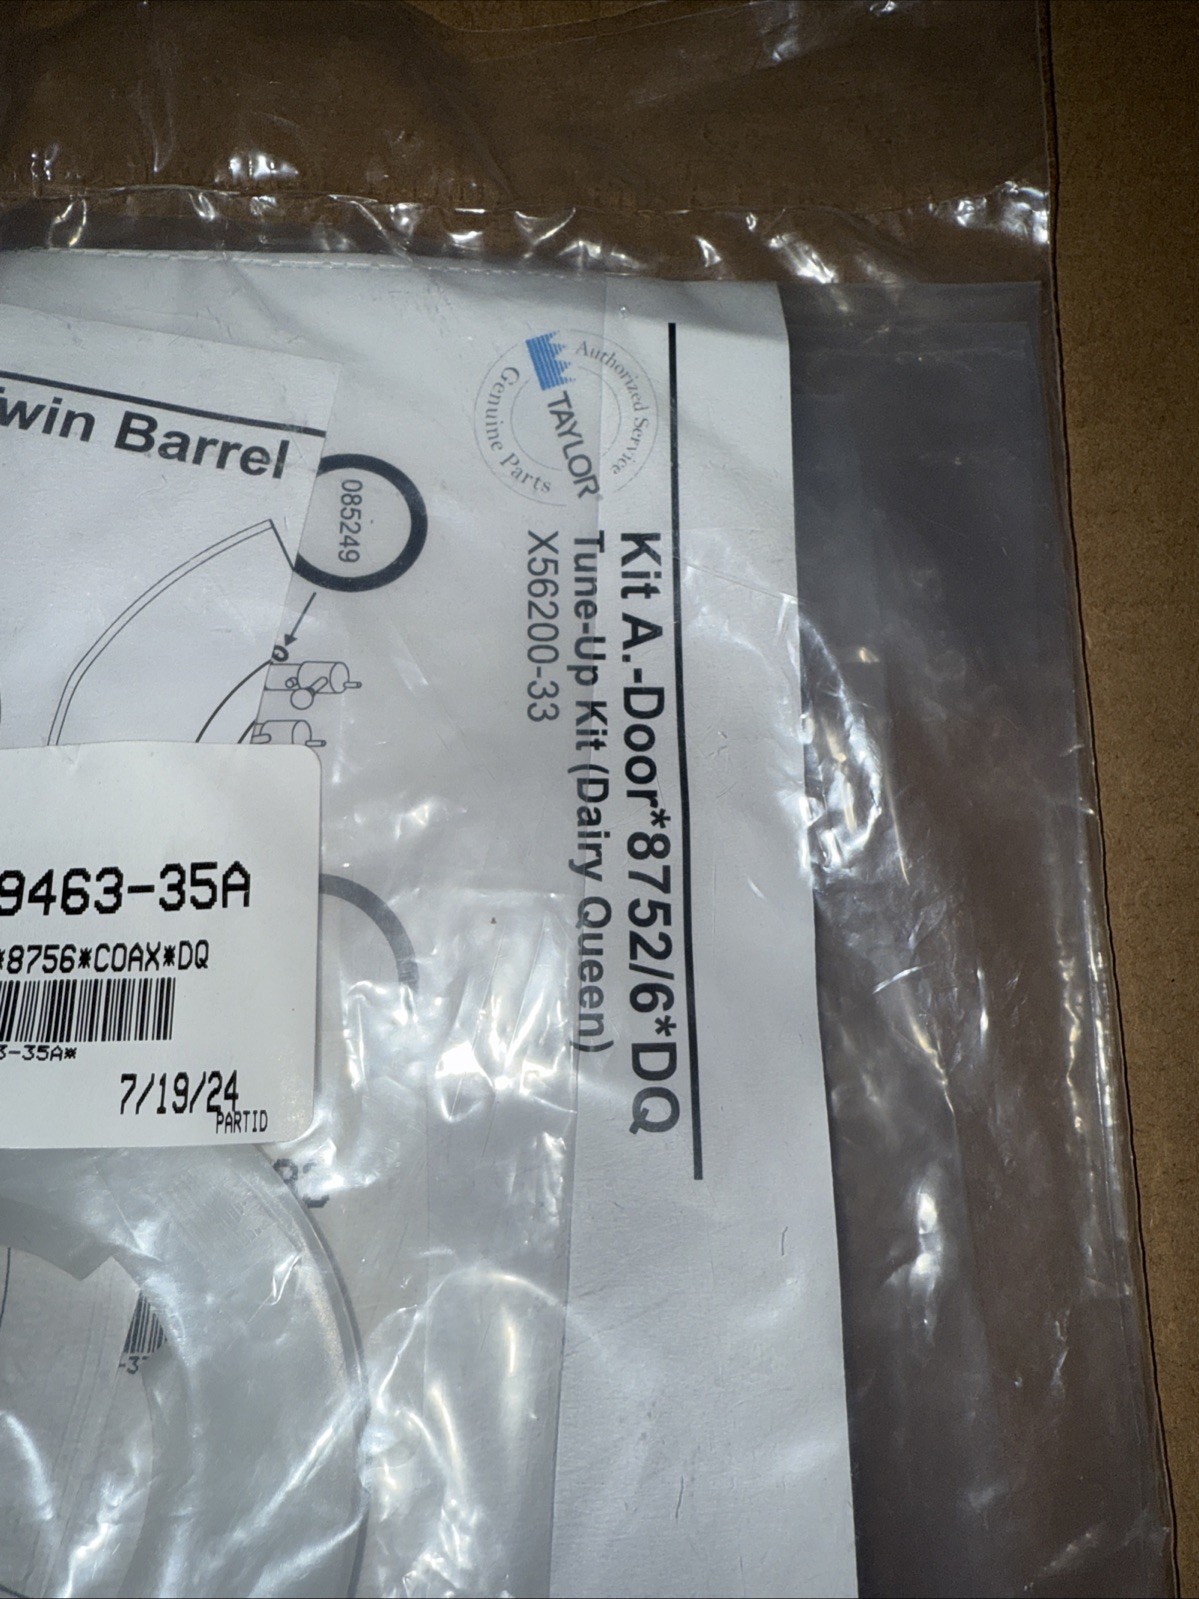 Authorized Service
TAYLOR®
Genuine Parts
Kit A.-Door*8752/6*DQ
Tune-Up Kit (Dairy Queen)
X56200-33
Twin Barrel
085249
9463-35A
*8756*COAX*DQ
3-35A*
7/19/24
PARTID